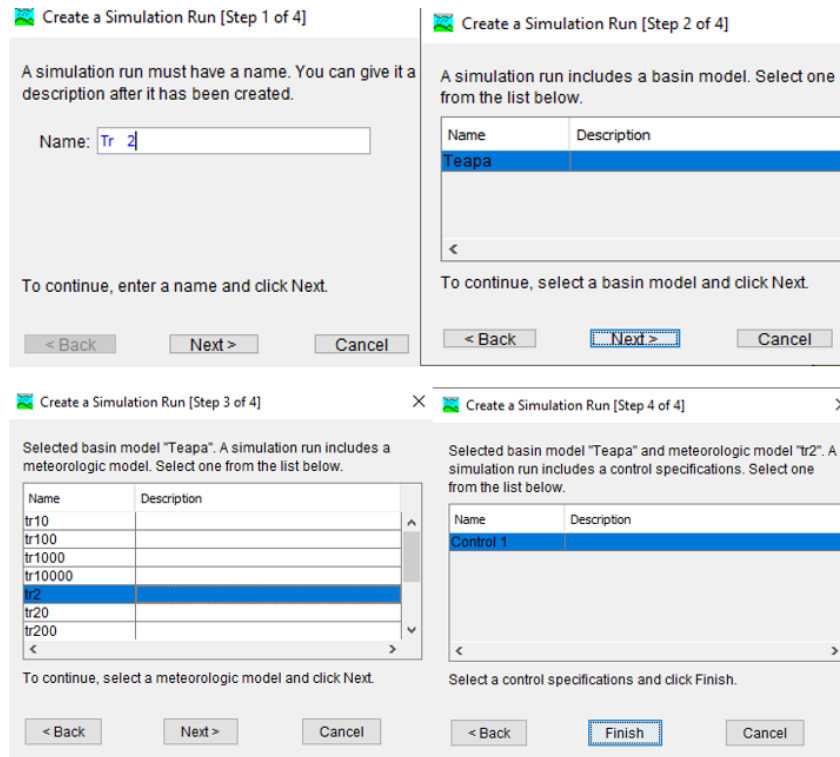 Create a Simulation Run [Step 1 of 4]
A simulation run must have a name. You can give it a
description after it has been created.
Name: Tr 2
To continue, enter a name and click Next.
< Back Next > Cancel
Create a Simulation Run [Step 2 of 4]
A simulation run includes a basin model. Select one
from the list below.
Name Description
Teapa
<
To continue, select a basin model and click Next.
< Back Next > Cancel
Create a Simulation Run [Step 3 of 4]
Selected basin model "Teapa". A simulation run includes a
meteorologic model. Select one from the list below.
Name Description
tr10
tr100
tr1000
tr10000
tr2
tr20
tr200
< >
To continue, select a meteorologic model and click Next.
< Back Next > Cancel
Create a Simulation Run [Step 4 of 4]
Selected basin model "Teapa" and meteorologic model "tr2". A
simulation run includes a control specifications. Select one
from the list below.
Name Description
Control 1
< >
Select a control specifications and click Finish.
< Back Finish Cancel